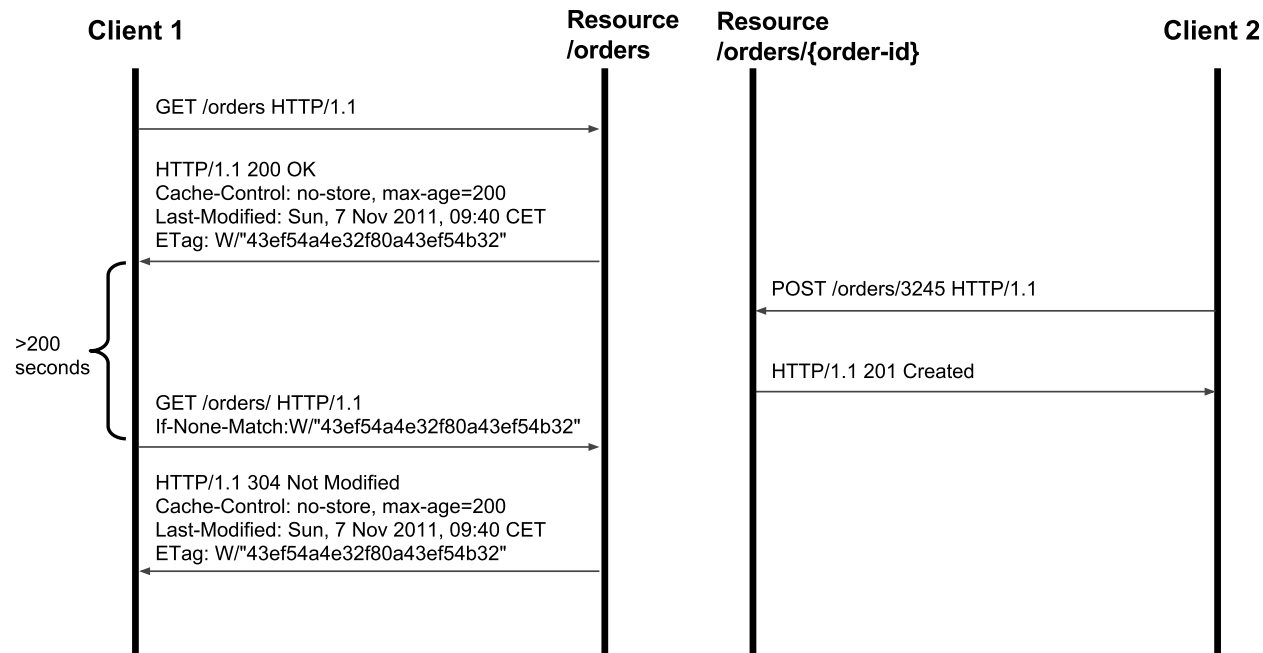 Client 1
Resource
/orders
Resource
/orders/{order-id}
Client 2
GET /orders HTTP/1.1
HTTP/1.1 200 OK
Cache-Control: no-store, max-age=200
Last-Modified: Sun, 7 Nov 2011, 09:40 CET
ETag: W/"43ef54a4e32f80a43ef54b32"
POST /orders/3245 HTTP/1.1
>200
seconds
HTTP/1.1 201 Created
GET /orders/ HTTP/1.1
If-None-Match:W/"43ef54a4e32f80a43ef54b32"
HTTP/1.1 304 Not Modified
Cache-Control: no-store, max-age=200
Last-Modified: Sun, 7 Nov 2011, 09:40 CET
ETag: W/"43ef54a4e32f80a43ef54b32"